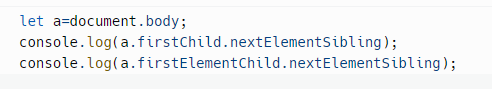 let a=document.body;
console.log(a.firstChild.nextElementSibling);
console.log(a.firstElementChild.nextElementSibling);